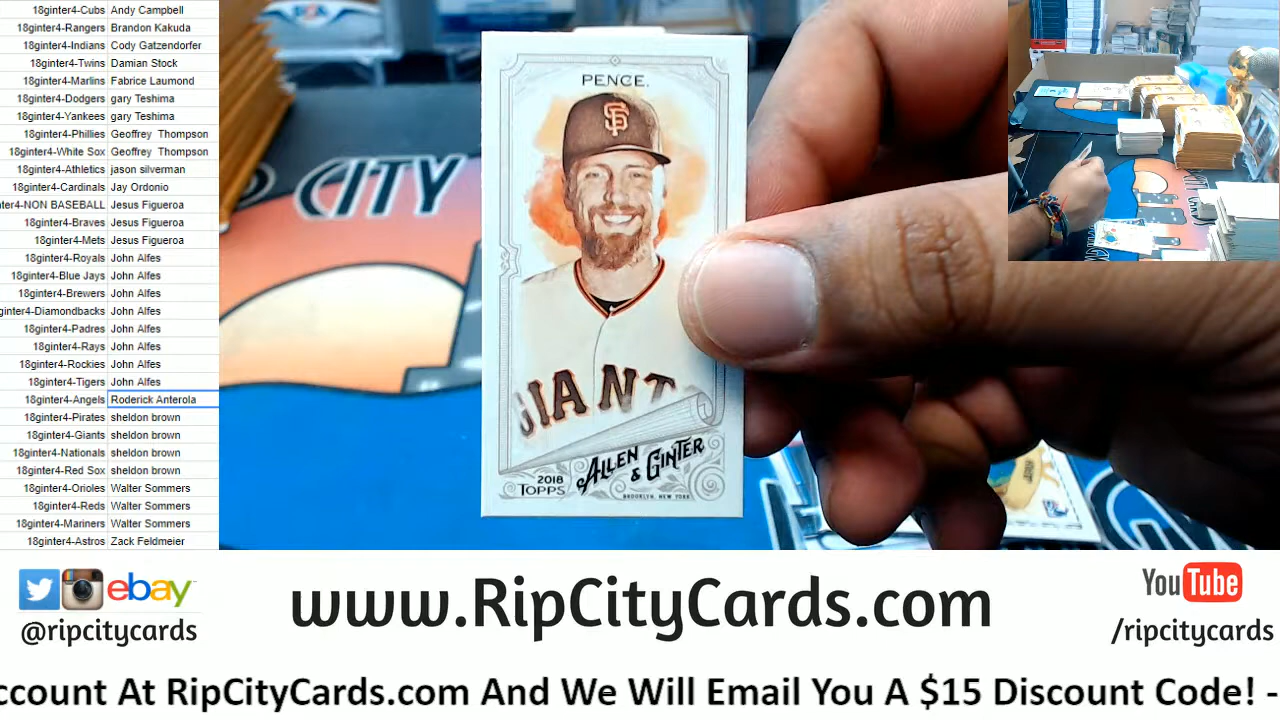 18ginter4-Cubs Andy Campbell
18ginter4-Rangers Brandon Kakuda
18ginter4-Indians Cody Gatzendorfer
18ginter4-Twins Damian Stock
18ginter4-Marlins Fabrice Laumond
18ginter4-Dodgers gary Teshima
18ginter4-Yankees gary Teshima
18ginter4-Phillies Geoffrey Thompson
18ginter4-White Sox Geoffrey Thompson
18ginter4-Athletics jason silverman
18ginter4-Cardinals Jay Ordonio
nter4-NON BASEBALL Jesus Figueroa
18ginter4-Braves Jesus Figueroa
18ginter4-Mets Jesus Figueroa
18ginter4-Royals John Alfes
18ginter4-Blue Jays John Alfes
18ginter4-Brewers John Alfes
ginter4-Diamondbacks John Alfes
18ginter4-Padres John Alfes
18ginter4-Rays John Alfes
18ginter4-Rockies John Alfes
18ginter4-Tigers John Alfes
18ginter4-Angels Roderick Anterola
18ginter4-Pirates sheldon brown
18ginter4-Giants sheldon brown
18ginter4-Nationals sheldon brown
18ginter4-Red Sox sheldon brown
18ginter4-Orioles Walter Sommers
18ginter4-Reds Walter Sommers
18ginter4-Mariners Walter Sommers
18ginter4-Astros Zack Feldmeier
CITY
PENCE.
SF
GIANT
2018
TOPPS
ALLEN
& GINTER
BROOKLYN, NEW YORK
ebay
@ripcitycards
www.RipCityCards.com
YouTube
/ripcitycards
ccount At RipCityCards.com And We Will Email You A $15 Discount Code! -